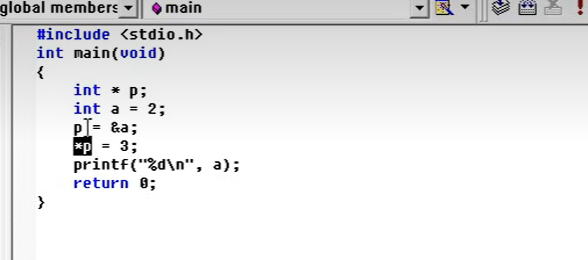 global members main
#include <stdio.h>
int main(void)
{
int * p;
int a = 2;
p = &a;
*p = 3;
printf("%d\n", a);
return 0;
}